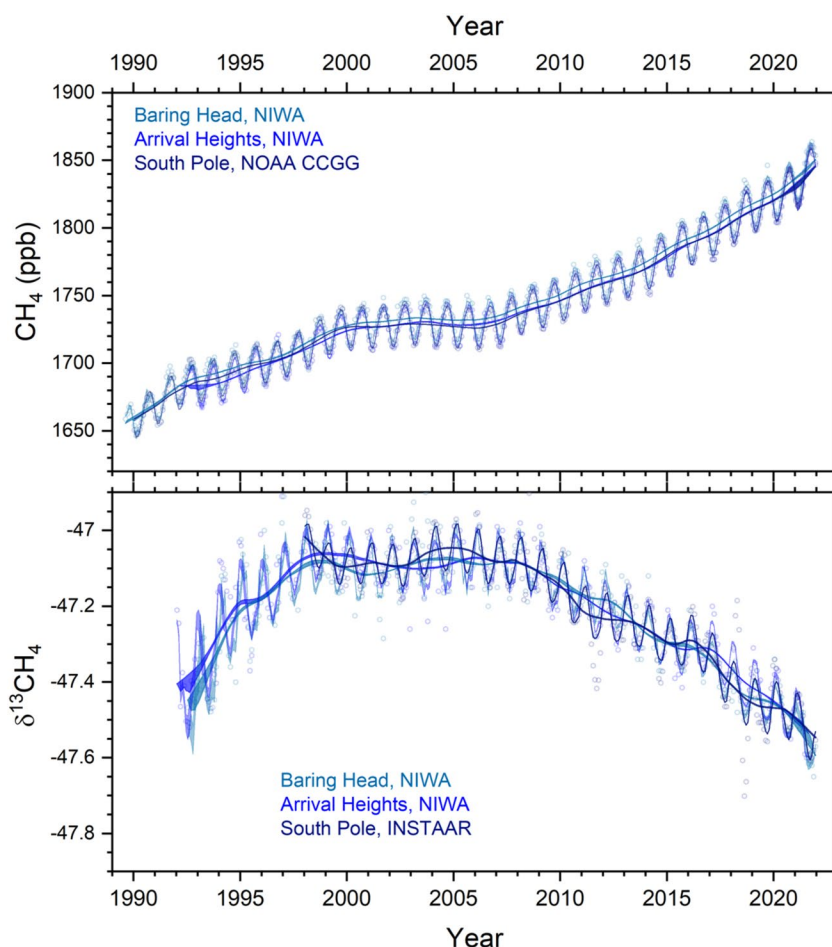 Year
1990 1995 2000 2005 2010 2015 2020
1900
1850
1800
1750
1700
1650
CH₄ (ppb)
Baring Head, NIWA
Arrival Heights, NIWA
South Pole, NOAA CCGG
-47
-47.2
-47.4
-47.6
-47.8
δ¹³CH₄
Baring Head, NIWA
Arrival Heights, NIWA
South Pole, INSTAAR
1990 1995 2000 2005 2010 2015 2020
Year